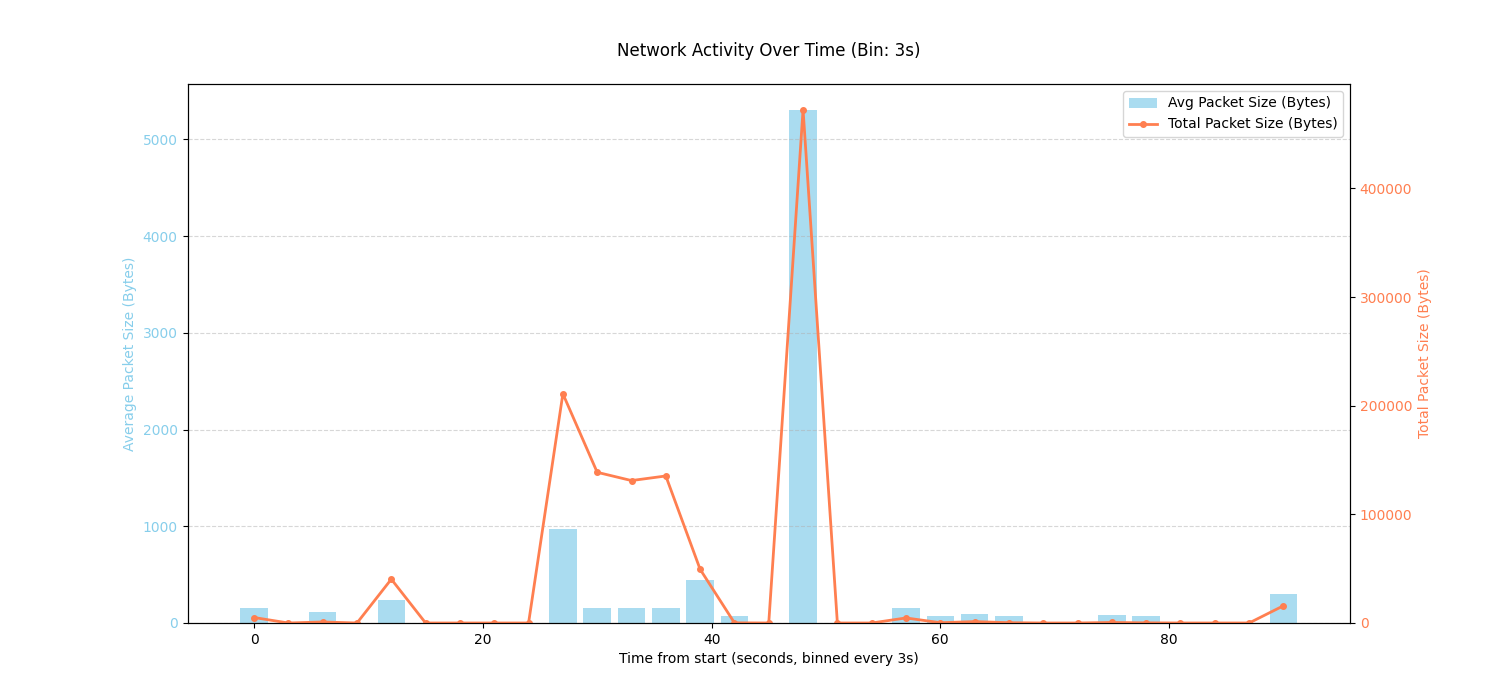 Network Activity Over Time (Bin: 3s)
Avg Packet Size (Bytes)
Total Packet Size (Bytes)
Average Packet Size (Bytes)
5000
4000
3000
2000
1000
0
400000
300000
200000
100000
0
Total Packet Size (Bytes)
0 20 40 60 80
Time from start (seconds, binned every 3s)